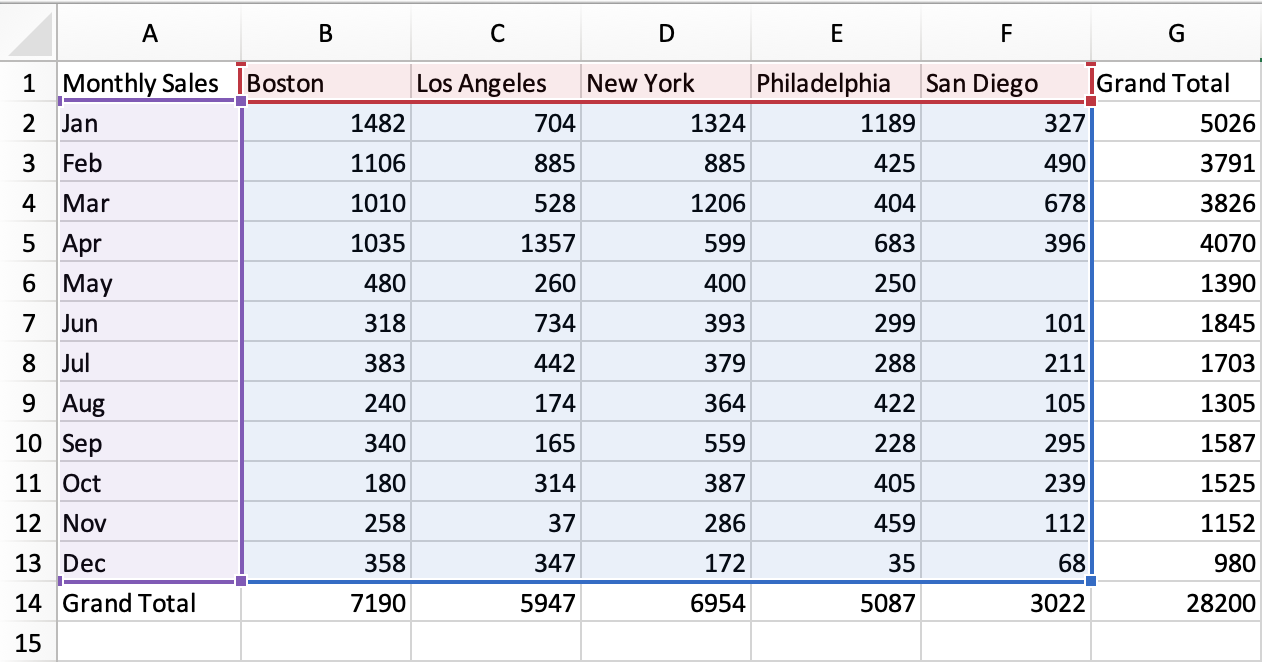 A B C D E F G
1 Monthly Sales Boston Los Angeles New York Philadelphia San Diego Grand Total
2 Jan 1482 704 1324 1189 327 5026
3 Feb 1106 885 885 425 490 3791
4 Mar 1010 528 1206 404 678 3826
5 Apr 1035 1357 599 683 396 4070
6 May 480 260 400 250 1390
7 Jun 318 734 393 299 101 1845
8 Jul 383 442 379 288 211 1703
9 Aug 240 174 364 422 105 1305
10 Sep 340 165 559 228 295 1587
11 Oct 180 314 387 405 239 1525
12 Nov 258 37 286 459 112 1152
13 Dec 358 347 172 35 68 980
14 Grand Total 7190 5947 6954 5087 3022 28200
15